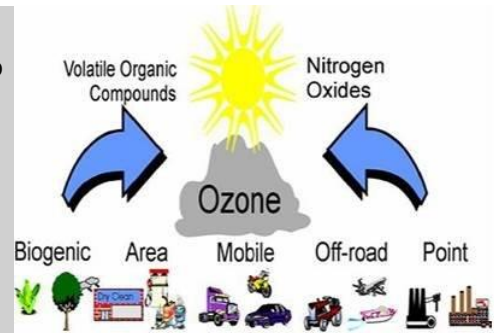 Volatile Organic
Compounds
Nitrogen
Oxides
Ozone
Biogenic Area Mobile Off-road Point
Dry Clean